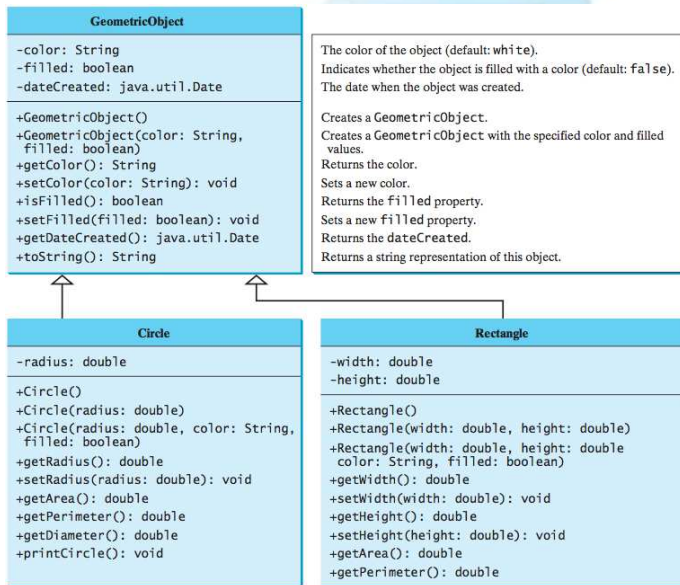 GeometricObject
-color: String
-filled: boolean
-dateCreated: java.util.Date
+GeometricObject()
+GeometricObject(color: String,
filled: boolean)
+getColor(): String
+setColor(color: String): void
+isFilled(): boolean
+setFilled(filled: boolean): void
+getDateCreated(): java.util.Date
+toString(): String
The color of the object (default: white).
Indicates whether the object is filled with a color (default: false).
The date when the object was created.
Creates a GeometricObject.
Creates a GeometricObject with the specified color and filled
values.
Returns the color.
Sets a new color.
Returns the filled property.
Sets a new filled property.
Returns the dateCreated.
Returns a string representation of this object.
Circle
-radius: double
+Circle()
+Circle(radius: double)
+Circle(radius: double, color: String,
filled: boolean)
+getRadius(): double
+setRadius(radius: double): void
+getArea(): double
+getPerimeter(): double
+getDiameter(): double
+printCircle(): void
Rectangle
-width: double
-height: double
+Rectangle()
+Rectangle(width: double, height: double)
+Rectangle(width: double, height: double
color: String, filled: boolean)
+getWidth(): double
+setWidth(width: double): void
+getHeight(): double
+setHeight(height: double): void
+getArea(): double
+getPerimeter(): double